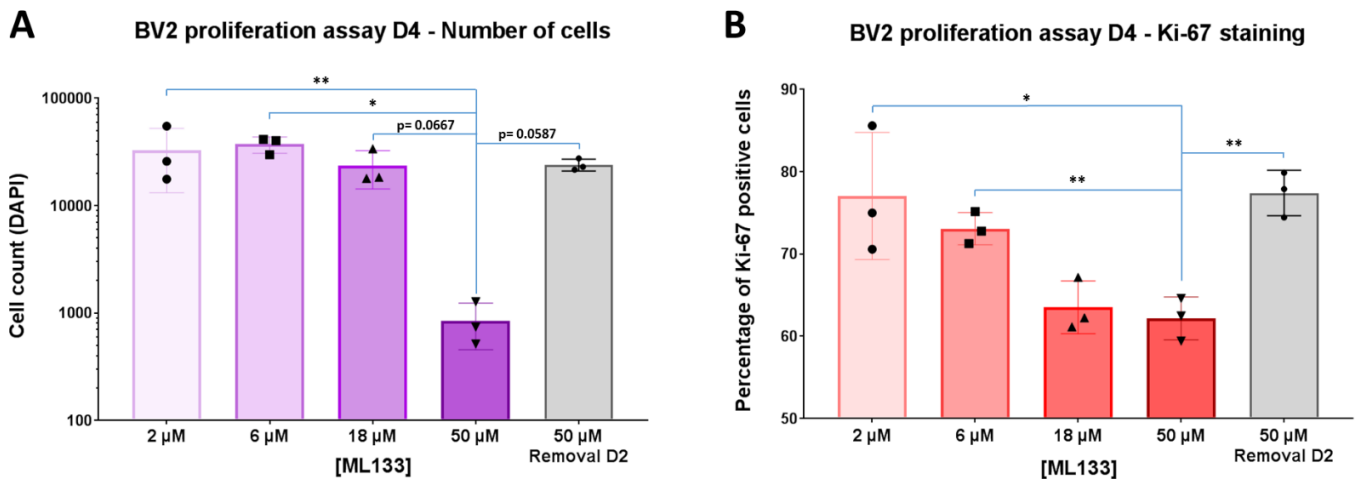 A
BV2 proliferation assay D4 - Number of cells
Cell count (DAPI)
100000
10000
1000
100
**
*
p= 0.0667
p= 0.0587
2 µM
6 µM
18 µM
50 µM
50 µM
Removal D2
[ML133]
B
BV2 proliferation assay D4 - Ki-67 staining
Percentage of Ki-67 positive cells
90
80
70
60
50
*
**
**
2 µM
6 µM
18 µM
50 µM
50 µM
Removal D2
[ML133]